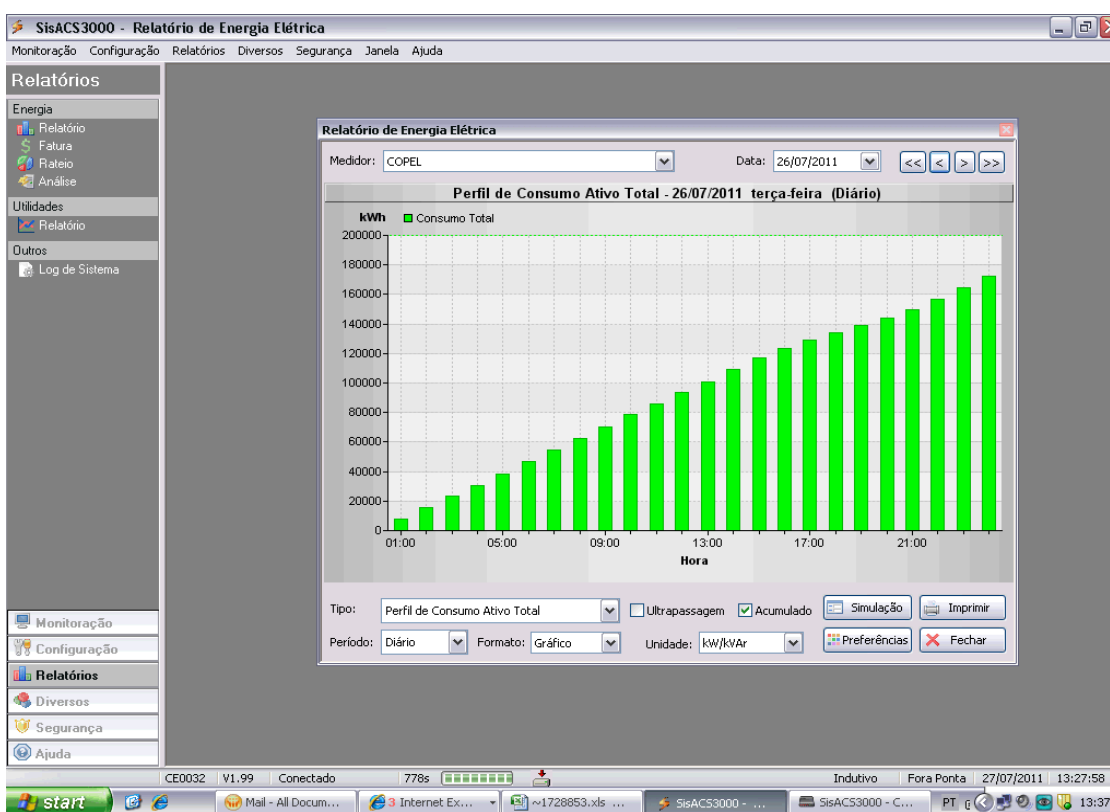 SisACS3000 - Relatório de Energia Elétrica
Monitoração Configuração Relatórios Diversos Segurança Janela Ajuda
Relatórios
Energia
Relatório
Fatura
Rateio
Análise
Utilidades
Relatório
Outros
Log de Sistema
Relatório de Energia Elétrica
Medidor: COPEL Data: 26/07/2011 << < > >>
Perfil de Consumo Ativo Total - 26/07/2011 terça-feira (Diário)
kWh Consumo Total
200000
180000
160000
140000
120000
100000
80000
60000
40000
20000
0
01:00 05:00 09:00 13:00 17:00 21:00
Hora
Tipo: Perfil de Consumo Ativo Total Ultrapassagem Acumulado Simulação Imprimir
Período: Diário Formato: Gráfico Unidade: kW/kVAr Preferências Fechar
Monitoração
Configuração
Relatórios
Diversos
Segurança
Ajuda
CE0032 V1.99 Conectado 778s Indutivo Fora Ponta 27/07/2011 13:27:58
start Mail - All Docum... 3 Internet Ex... ~1728853.xls ... SisACS3000 - ... SisACS3000 - C... PT 13:37